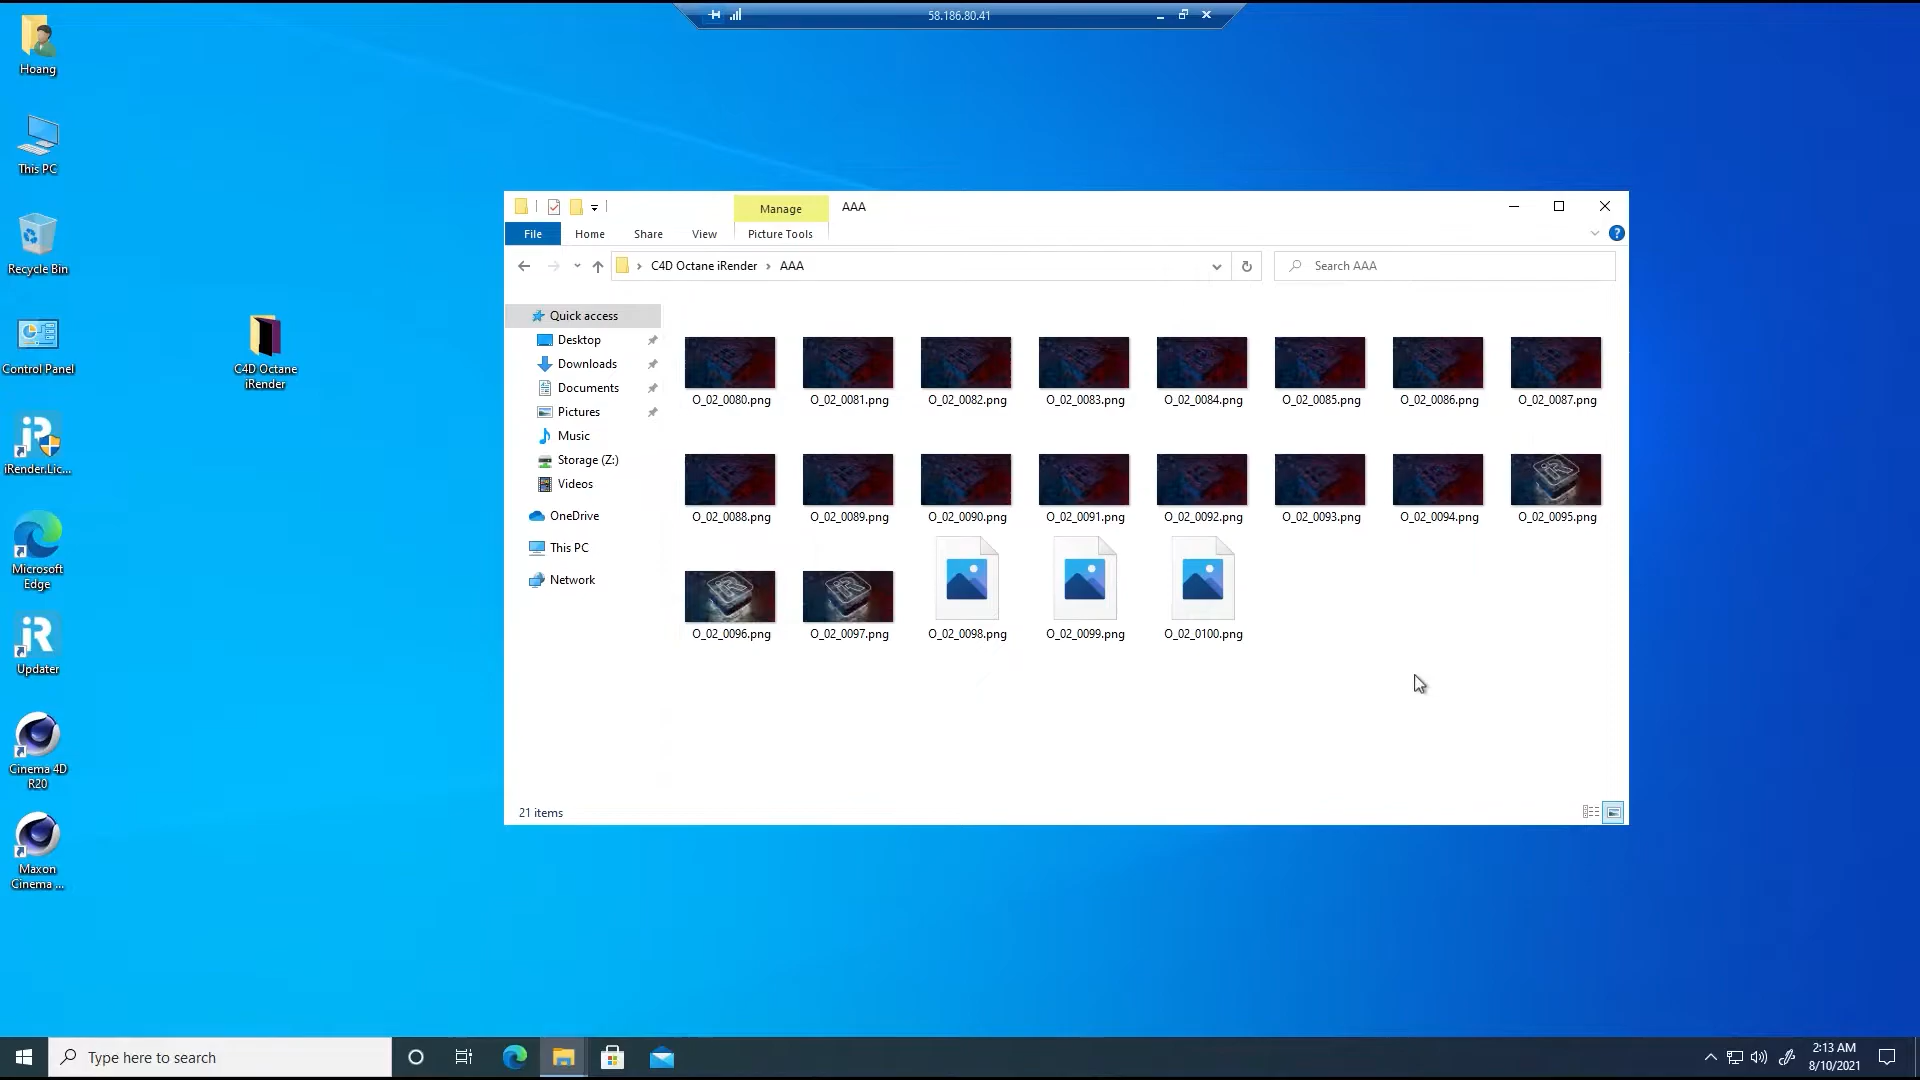 58.186.80.41
Hoang
This PC
Recycle Bin
Control Panel
C4D Octane
iRender
iRender.Lic...
Microsoft
Edge
Updater
Cinema 4D
R20
Maxon
Cinema ...
Manage
AAA
File
Home
Share
View
Picture Tools
C4D Octane iRender
AAA
Search AAA
Quick access
Desktop
Downloads
Documents
Pictures
Music
Storage (Z:)
Videos
OneDrive
This PC
Network
O_02_0080.png
O_02_0081.png
O_02_0082.png
O_02_0083.png
O_02_0084.png
O_02_0085.png
O_02_0086.png
O_02_0087.png
O_02_0088.png
O_02_0089.png
O_02_0090.png
O_02_0091.png
O_02_0092.png
O_02_0093.png
O_02_0094.png
O_02_0095.png
O_02_0096.png
O_02_0097.png
O_02_0098.png
O_02_0099.png
O_02_0100.png
21 items
Type here to search
2:13 AM
8/10/2021